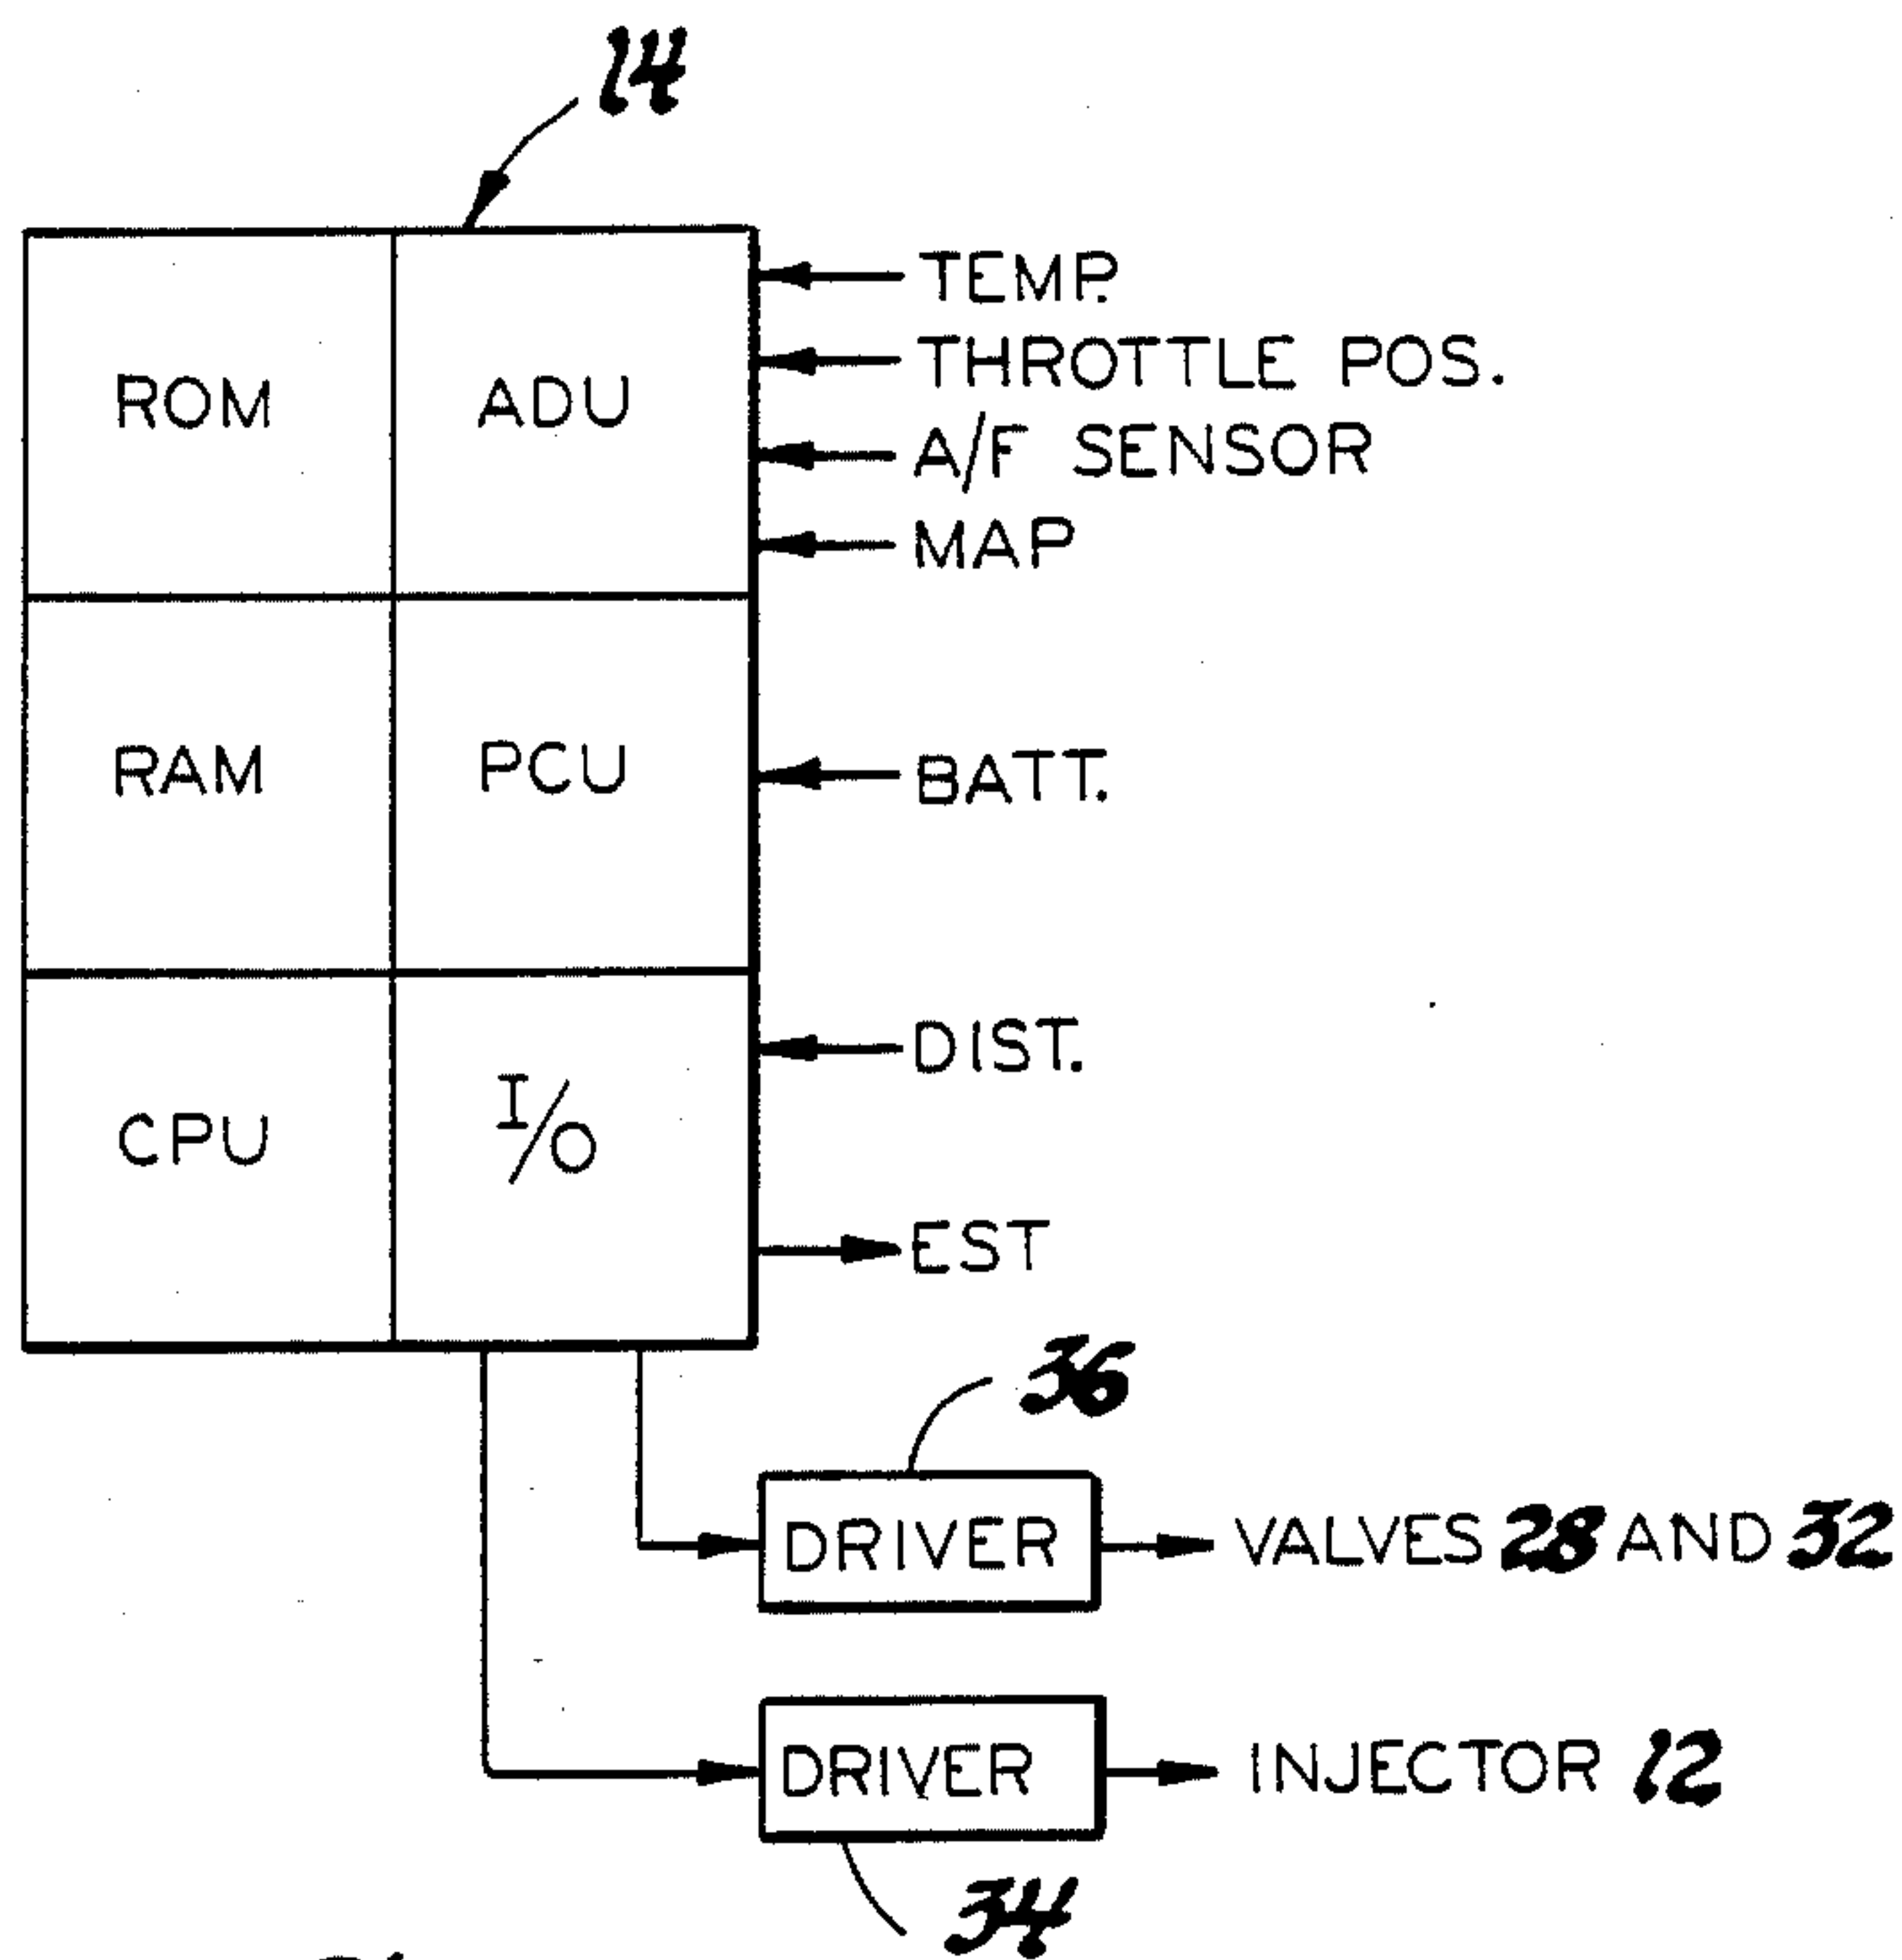 14
TEMP.
THROTTLE POS.
ROM ADU
A/F SENSOR
MAP
RAM PCU
BATT.
DIST.
CPU I/O
EST
36
DRIVER
VALVES 28 AND 32
DRIVER
INJECTOR 12
34